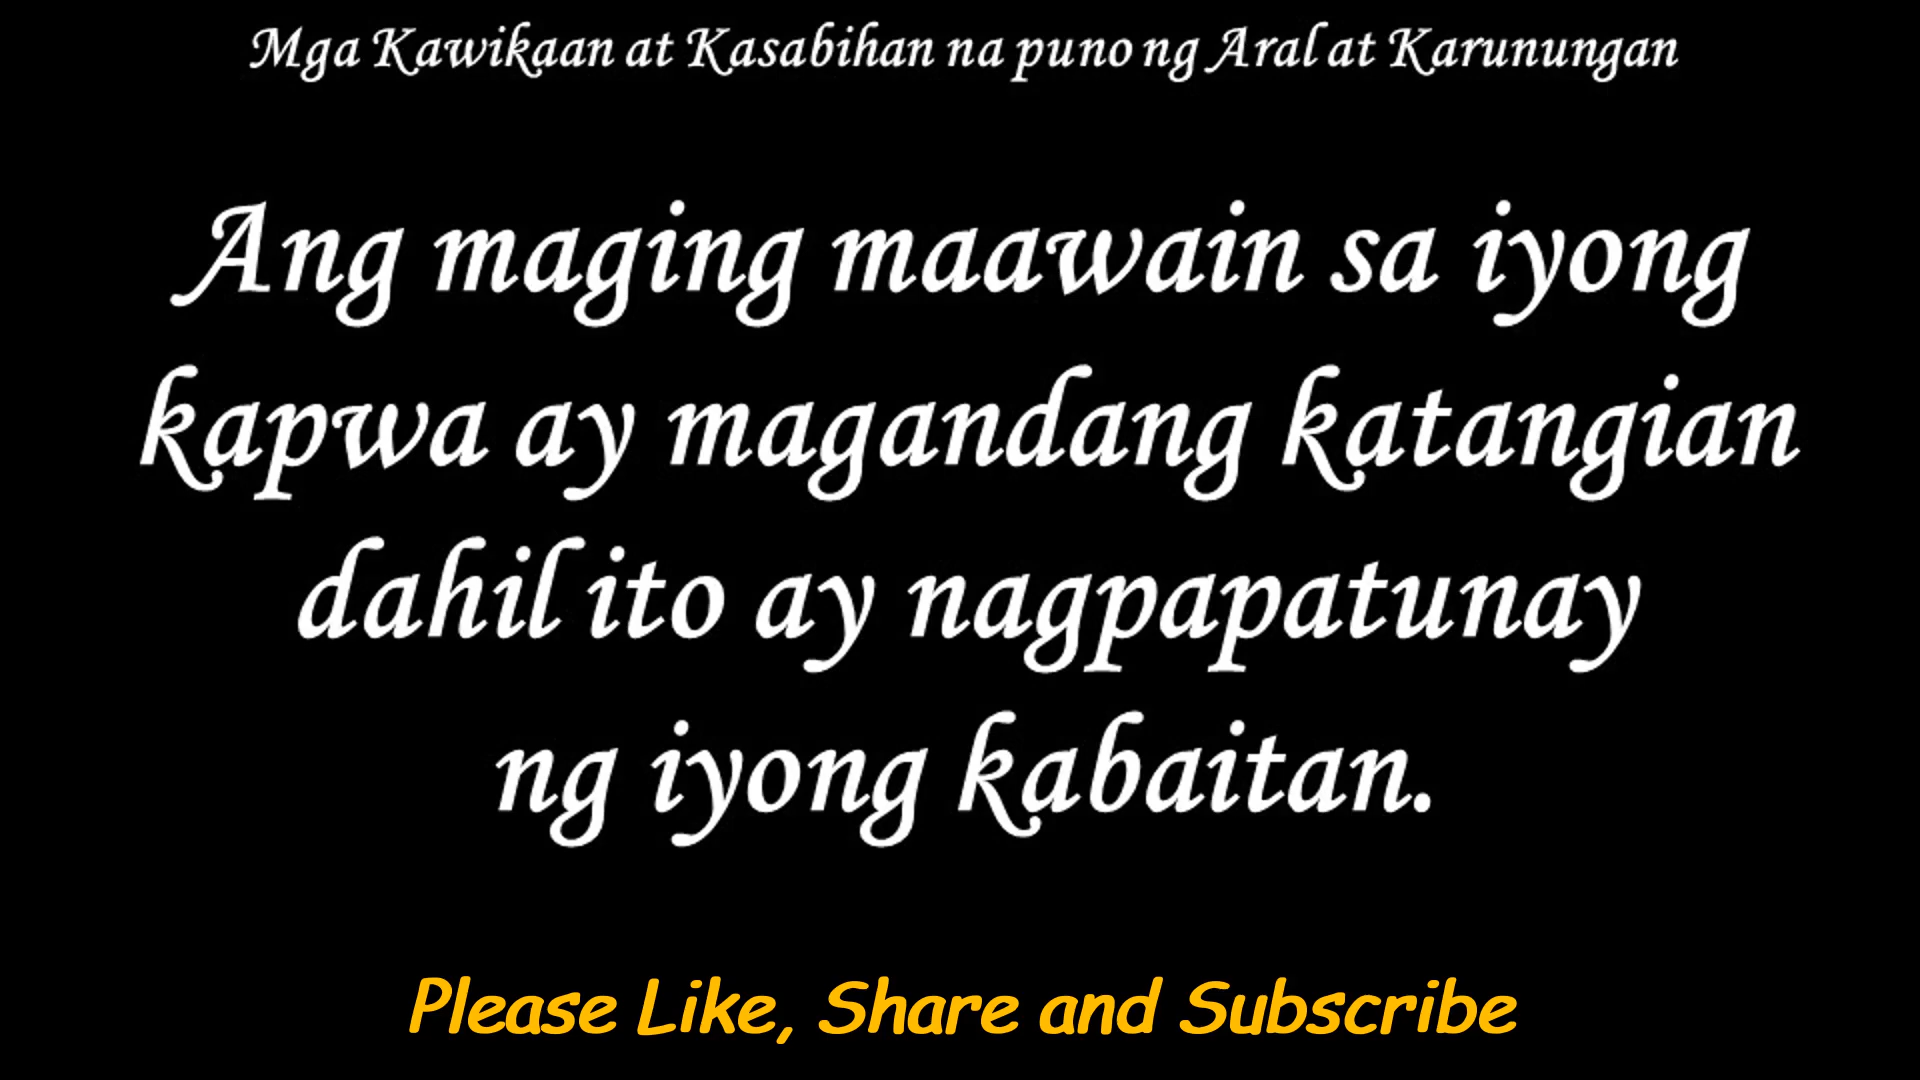 Mga Kawikaan at Kasabihan na puno ng Aral at Karunungan
Ang maging maawain sa iyong
kapwa ay magandang katangian
dahil ito ay nagpapatunay
ng iyong kabaitan.
Please Like, Share and Subscribe